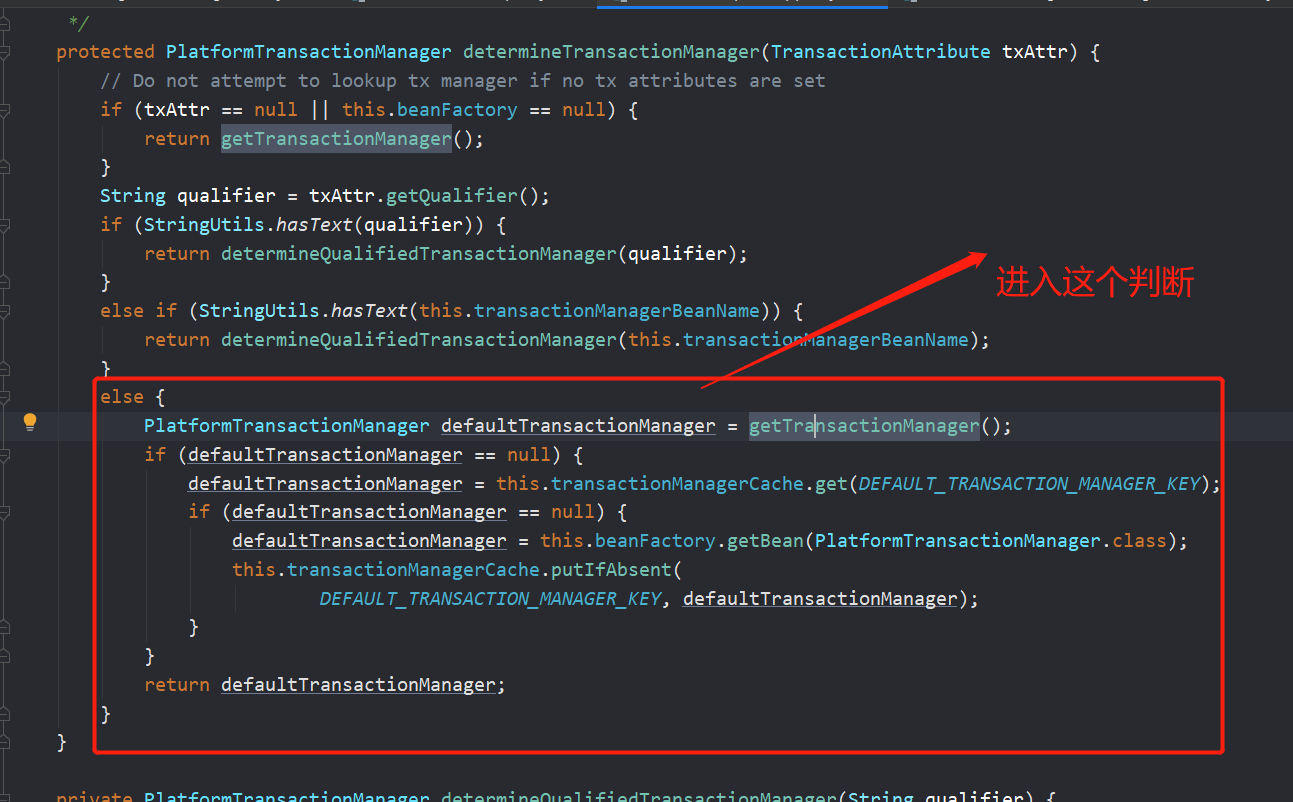 */
protected PlatformTransactionManager determineTransactionManager(TransactionAttribute txAttr) {
// Do not attempt to lookup tx manager if no tx attributes are set
if (txAttr == null || this.beanFactory == null) {
return getTransactionManager();
}
String qualifier = txAttr.getQualifier();
if (StringUtils.hasText(qualifier)) {
return determineQualifiedTransactionManager(qualifier);
进入这个判断
}
else if (StringUtils.hasText(this.transactionManagerBeanName)) {
return determineQualifiedTransactionManager(this.transactionManagerBeanName);
}
else {
PlatformTransactionManager defaultTransactionManager = getTransactionManager();
if (defaultTransactionManager == null) {
defaultTransactionManager = this.transactionManagerCache.get(DEFAULT_TRANSACTION_MANAGER_KEY);
if (defaultTransactionManager == null) {
defaultTransactionManager = this.beanFactory.getBean(PlatformTransactionManager.class);
this.transactionManagerCache.putIfAbsent(
DEFAULT_TRANSACTION_MANAGER_KEY, defaultTransactionManager);
}
}
return defaultTransactionManager;
}
}
private PlatformTransactionManager determineQualifiedTransactionManager(String qualifier) {